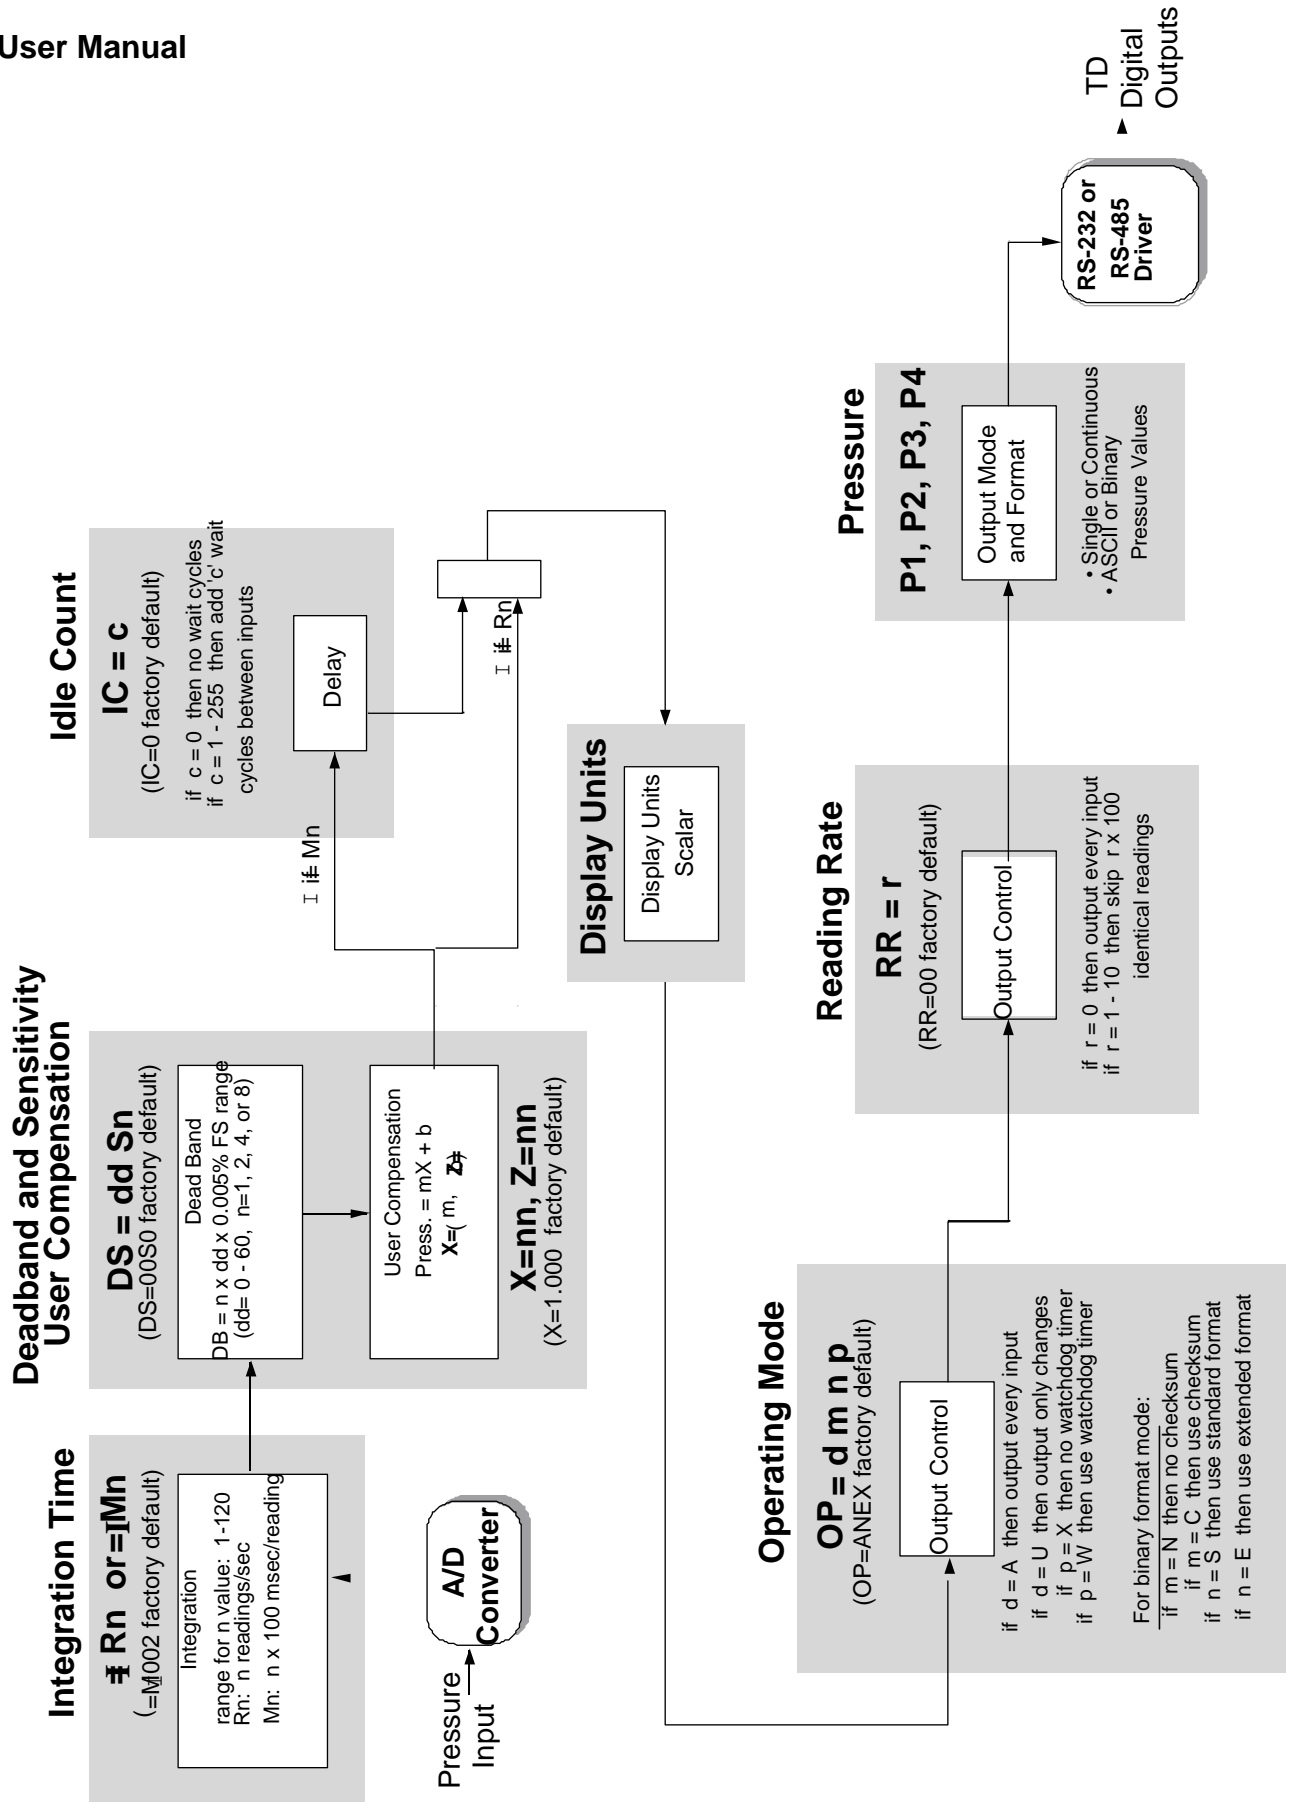 User Manual
Integration Time
I= Rn or I=Mn
(I=M002 factory default)
Integration
range for n value: 1-120
Rn: n readings/sec
Mn: n x 100 msec/reading
Pressure
Input
A/D
Converter
Deadband and Sensitivity
User Compensation
DS = dd Sn
(DS=00S0 factory default)
Dead Band
DB = n x dd x 0.005% FS range
(dd= 0 - 60, n=1, 2, 4, or 8)
User Compensation
Press. = mX + b
X=( m,
X=nn, Z=nn
(X=1.000 factory default)
I if= Mn
I if= Rn
Idle Count
IC = c
(IC=0 factory default)
if c = 0 then no wait cycles
if c = 1 - 255 then add 'c' wait
cycles between inputs
Delay
Display Units
Display Units
Scalar
Operating Mode
OP = d m n p
(OP=ANEX factory default)
Output Control
if d = A then output every input
if d = U then output only changes
if p = X then no watchdog timer
if p = W then use watchdog timer
For binary format mode:
if m = N then no checksum
if m = C then use checksum
if n = S then use standard format
if n = E then use extended format
Reading Rate
RR = r
(RR=00 factory default)
Output Control
if r = 0 then output every input
if r = 1 - 10 then skip r x 100
identical readings
Pressure
P1, P2, P3, P4
Output Mode
and Format
• Single or Continuous
• ASCII or Binary
Pressure Values
RS-232 or
RS-485
Driver
TD
Digital
Outputs